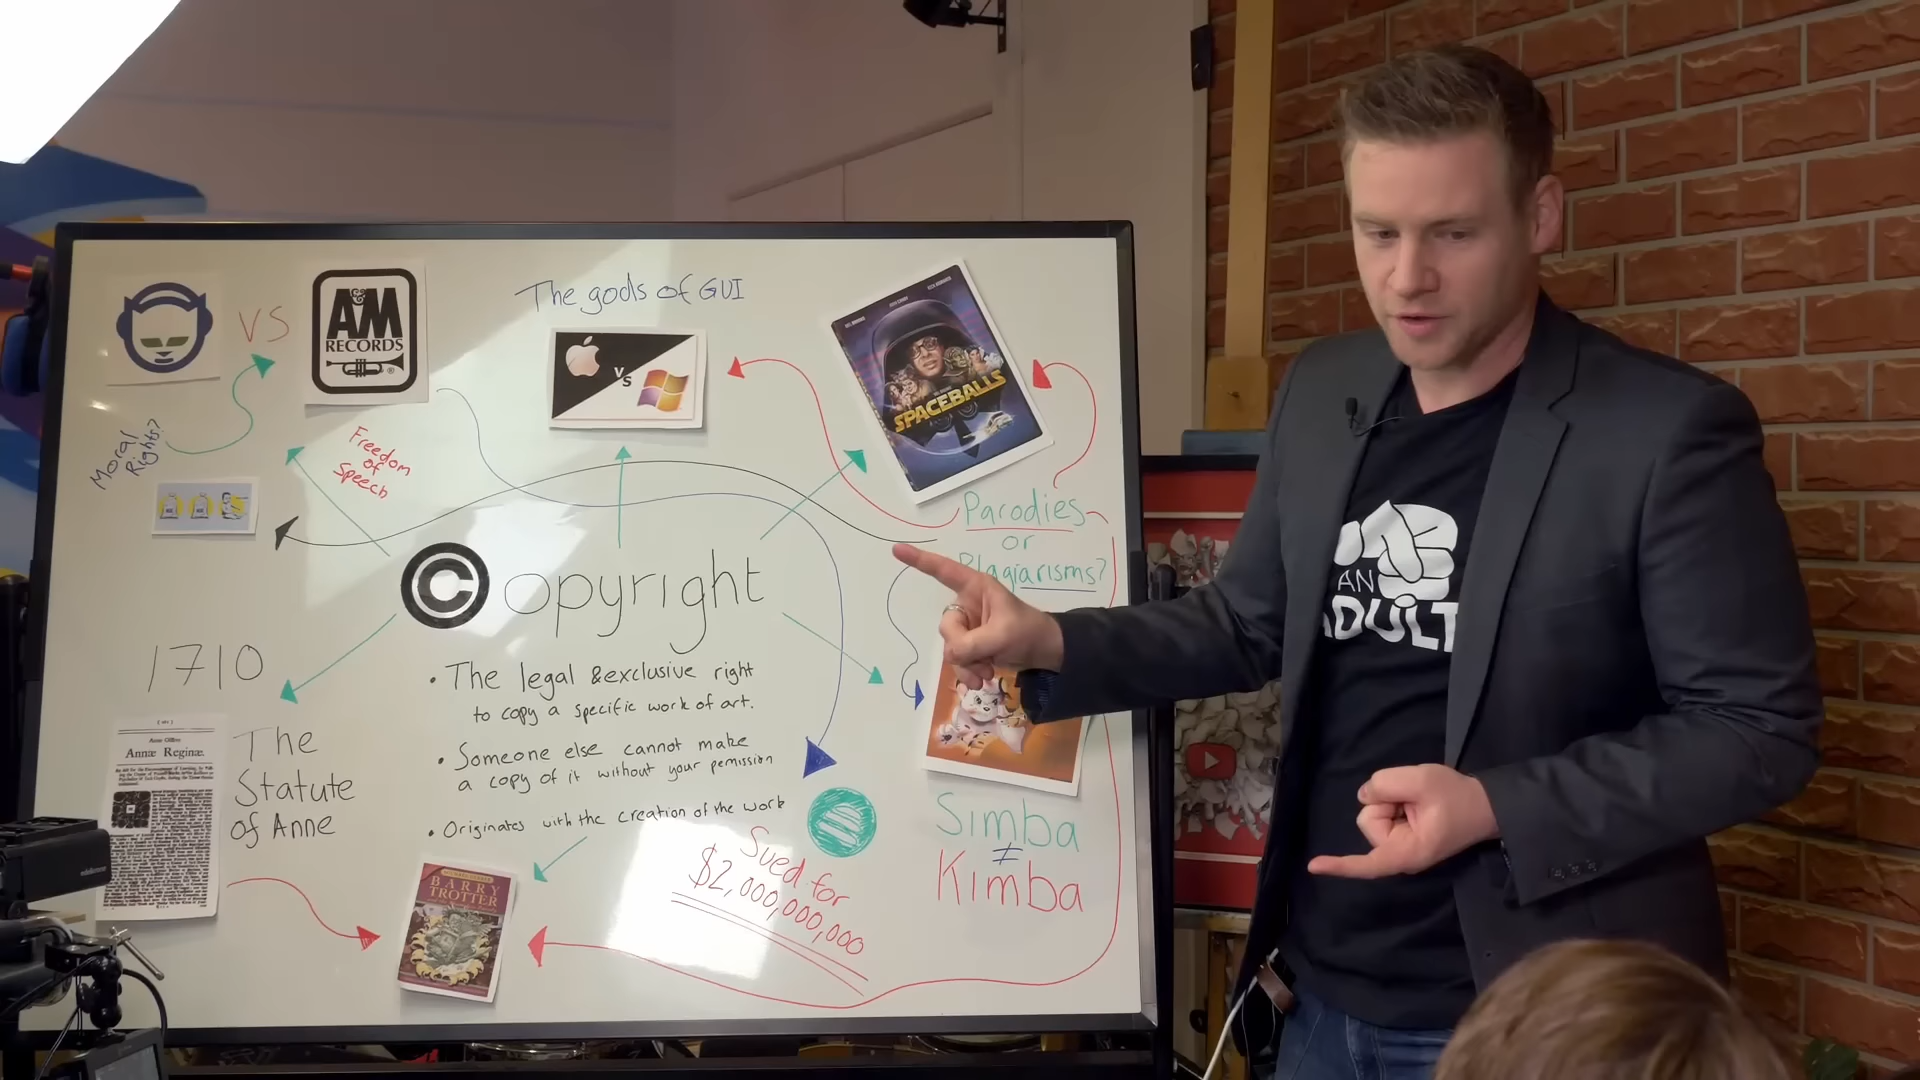 VS
A&M
RECORDS
The gods of GUI
VS
SPACEBALLS
Moral
Rights?
Freedom
of
Speech
Parodies
or
Plagiarisms?
Copyright
• The legal & exclusive right
to copy a specific work of art.
• Someone else cannot make
a copy of it without your permission
• Originates with the creation of the work
1710
Annæ Reginæ.
The
Statute
of Anne
BARRY
TROTTER
Sued for
$2,000,000,000
Simba
≠
Kimba
AN
ADULT